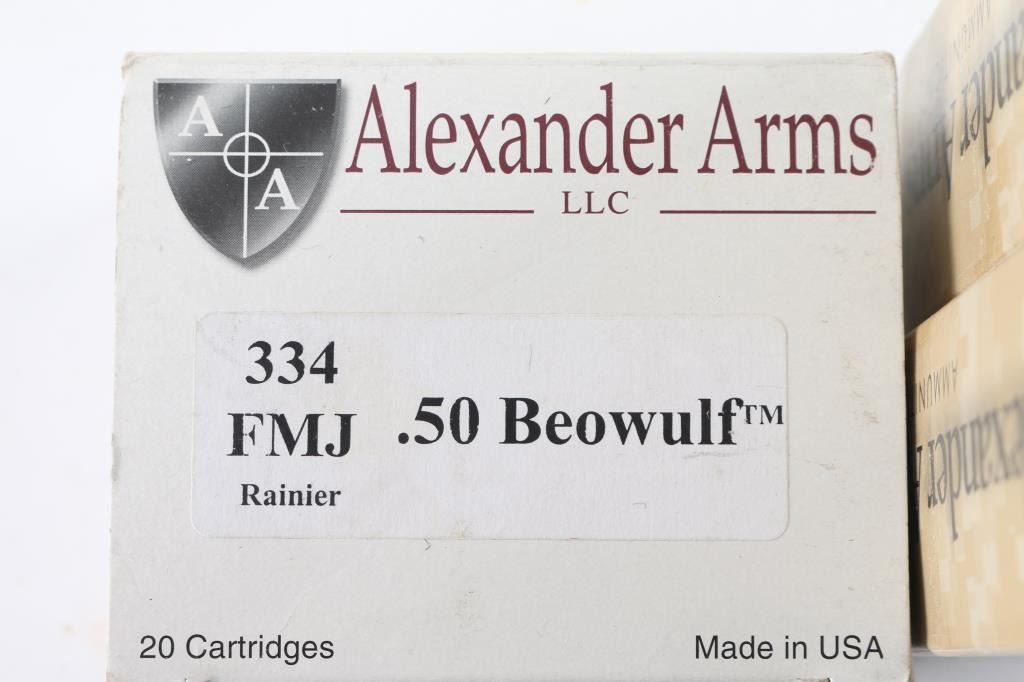 A
A
Alexander Arms
LLC
334
FMJ
Rainier
.50 Beowulf™
20 Cartridges
Made in USA